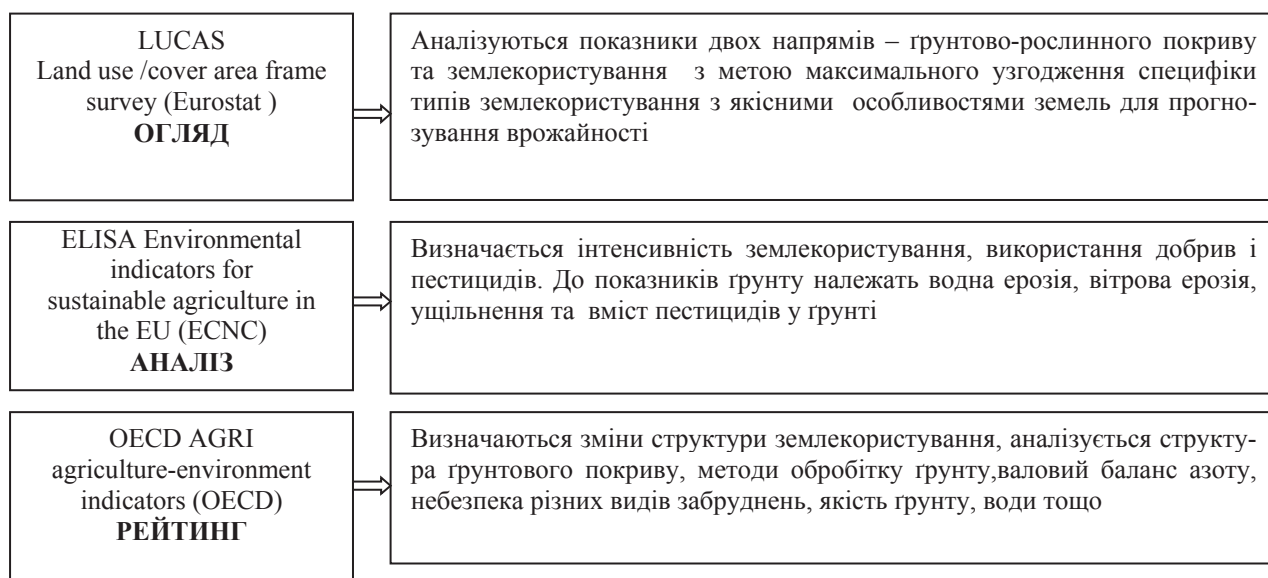 LUCAS
Land use /cover area frame
survey (Eurostat )
ОГЛЯД
Аналізуються показники двох напрямів – ґрунтово-рослинного покриву
та землекористування з метою максимального узгодження специфіки
типів землекористування з якісними особливостями земель для прогно-
зування врожайності
ELISA Environmental
indicators for
sustainable agriculture in
the EU (ECNC)
АНАЛІЗ
Визначається інтенсивність землекористування, використання добрив і
пестицидів. До показників ґрунту належать водна ерозія, вітрова ерозія,
ущільнення та вміст пестицидів у ґрунті
OECD AGRI
agriculture-environment
indicators (OECD)
РЕЙТИНГ
Визначаються зміни структури землекористування, аналізується структу-
ра ґрунтового покриву, методи обробітку ґрунту,валовий баланс азоту,
небезпека різних видів забруднень, якість ґрунту, води тощо